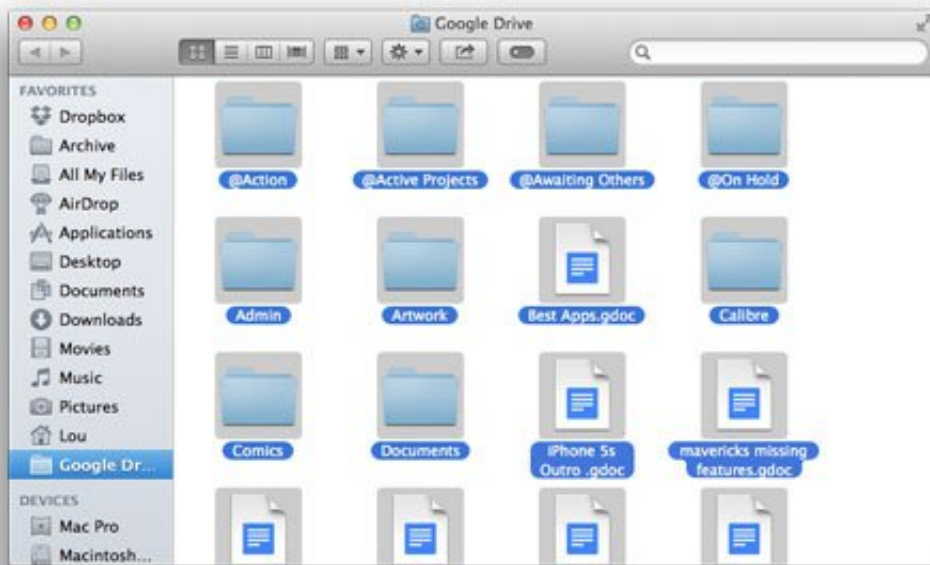 Google Drive
FAVORITES
Dropbox
Archive
All My Files
AirDrop
Applications
Desktop
Documents
Downloads
Movies
Music
Pictures
Lou
Google Dr...
DEVICES
Mac Pro
Macintosh...
@Action
@Active Projects
@Awaiting Others
@On Hold
Admin
Artwork
Best Apps.gdoc
Calibre
Comics
Documents
iPhone 5s
Outro .gdoc
mavericks missing
features.gdoc